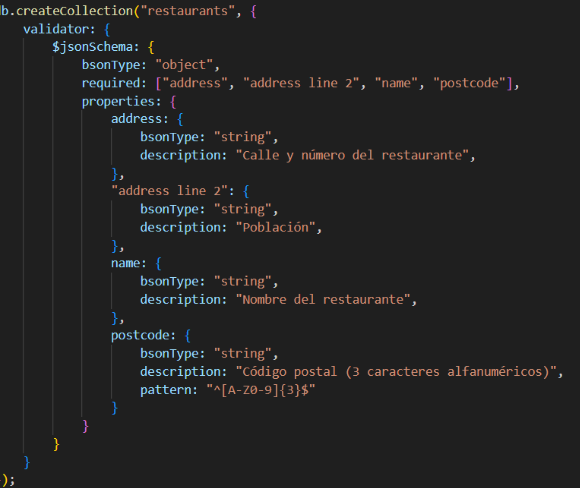 db.createCollection("restaurants", {
validator: {
$jsonSchema: {
bsonType: "object",
required: ["address", "address line 2", "name", "postcode"],
properties: {
address: {
bsonType: "string",
description: "Calle y número del restaurante",
},
"address line 2": {
bsonType: "string",
description: "Población",
},
name: {
bsonType: "string",
description: "Nombre del restaurante",
},
postcode: {
bsonType: "string",
description: "Código postal (3 caracteres alfanuméricos)",
pattern: "^[A-Z0-9]{3}$"
}
}
}
}
);